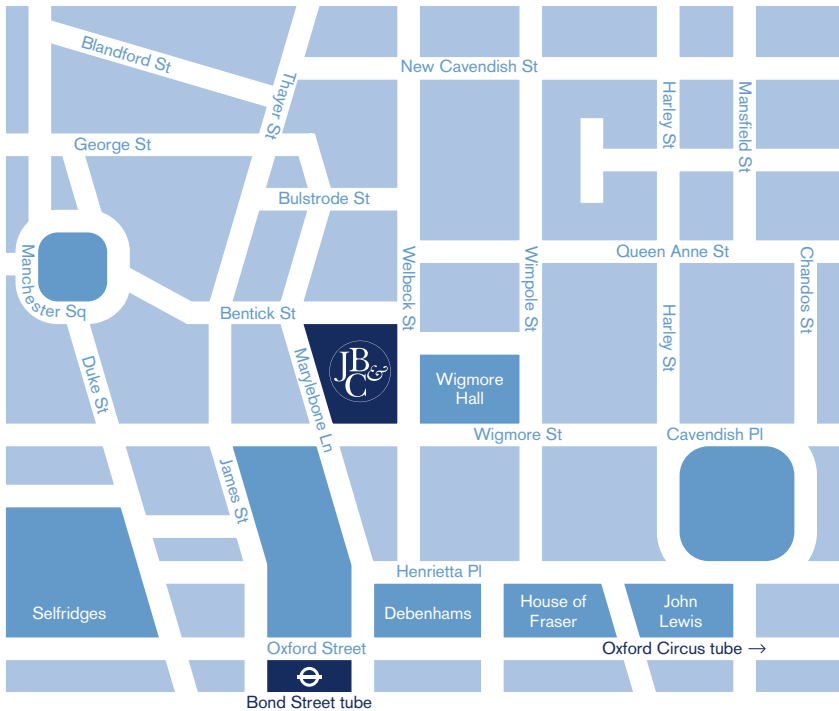 Blandford St
Thayer St
New Cavendish St
Harley St
Mansfield St
George St
Bulstrode St
Manchester Sq
Welbeck St
Wimpole St
Queen Anne St
Chandos St
Bentick St
Harley St
Duke St
Marylebone Ln
JB&C
Wigmore
Hall
Wigmore St
Cavendish Pl
James St
Henrietta Pl
Selfridges
Debenhams
House of
Fraser
John
Lewis
Oxford Street
Oxford Circus tube →
Bond Street tube